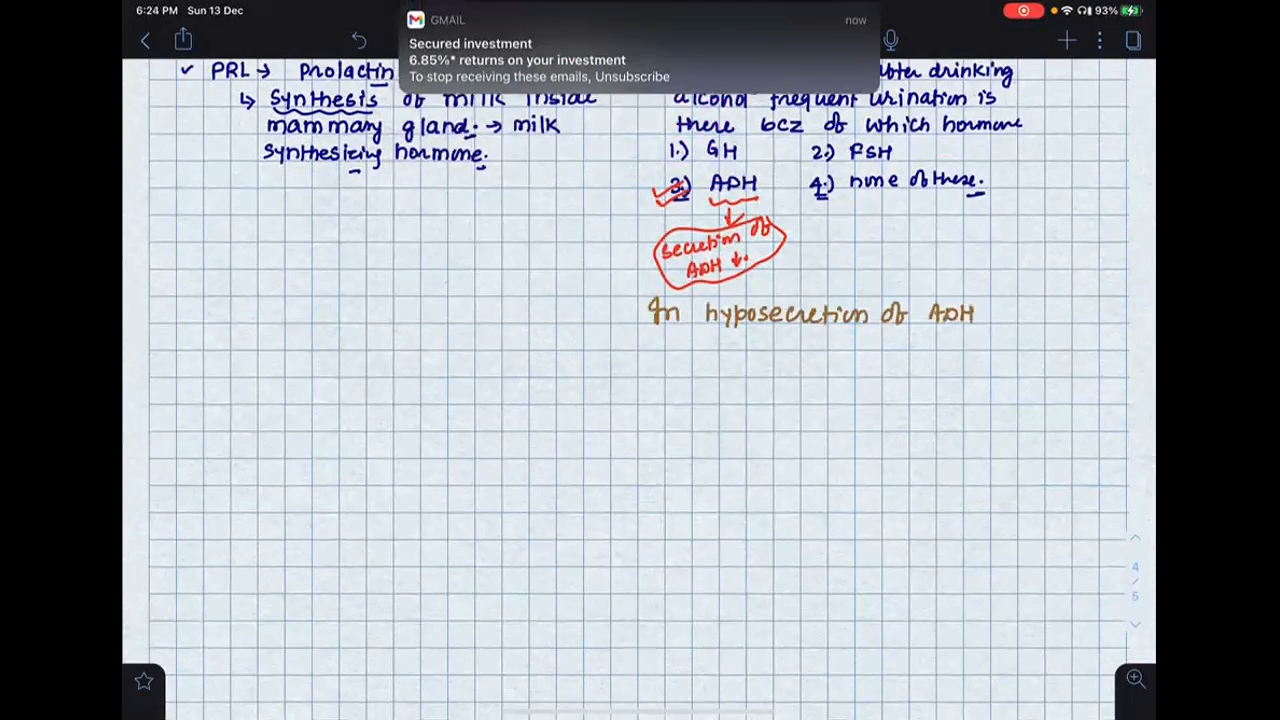 6:24 PM Sun 13 Dec
GMAIL
now
Secured investment
6.85%* returns on your investment
To stop receiving these emails, Unsubscribe
93%
✓ PRL → Prolactin
↳ Synthesis of milk inside
mammary gland. → milk
synthesizing hormone.
after drinking
alcohol frequent urination is
there bcz of which hormone
1.) GH 2.) FSH
3.) ADH 4.) none of these.
secretion of
ADH ↓.
In hyposecretion of ADH
4
/
5